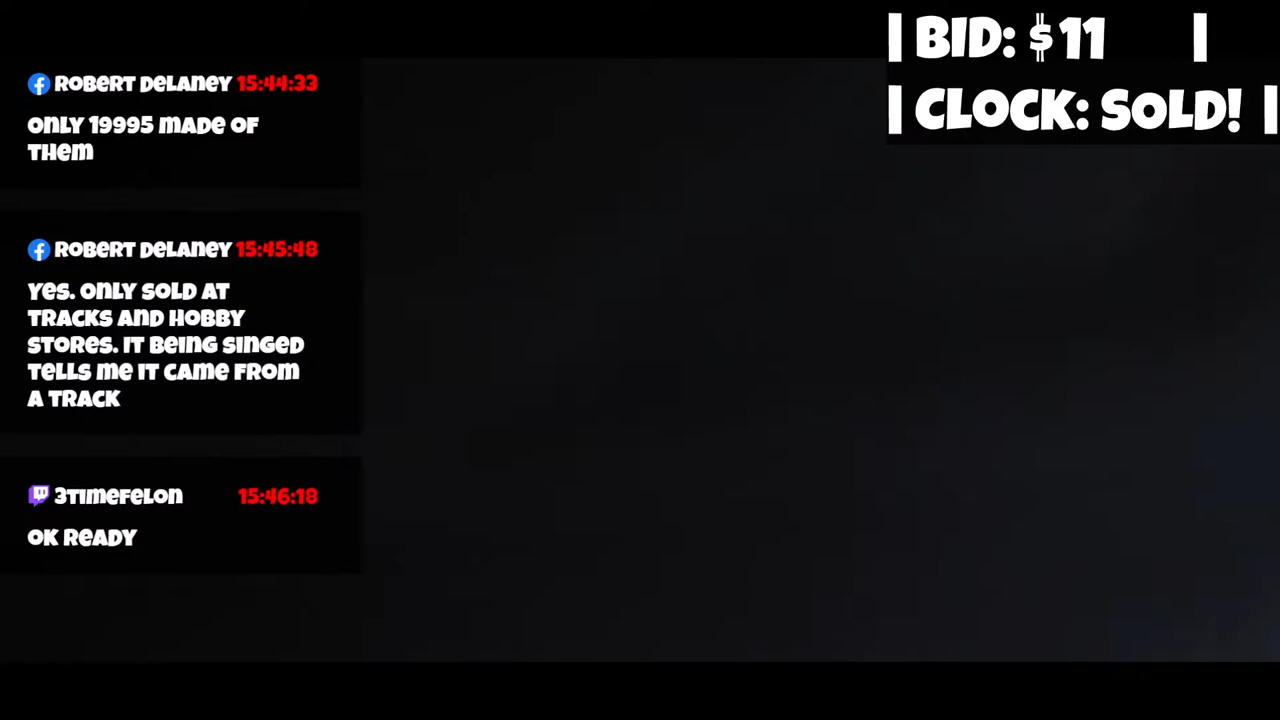 | BID: $11 |
| CLOCK: SOLD! |
Robert Delaney 15:44:33
only 19995 made of
them
Robert Delaney 15:45:48
Yes. Only sold at
tracks and hobby
stores. It being singed
tells me it came from
a track
3TimeFelon 15:46:18
ok ready